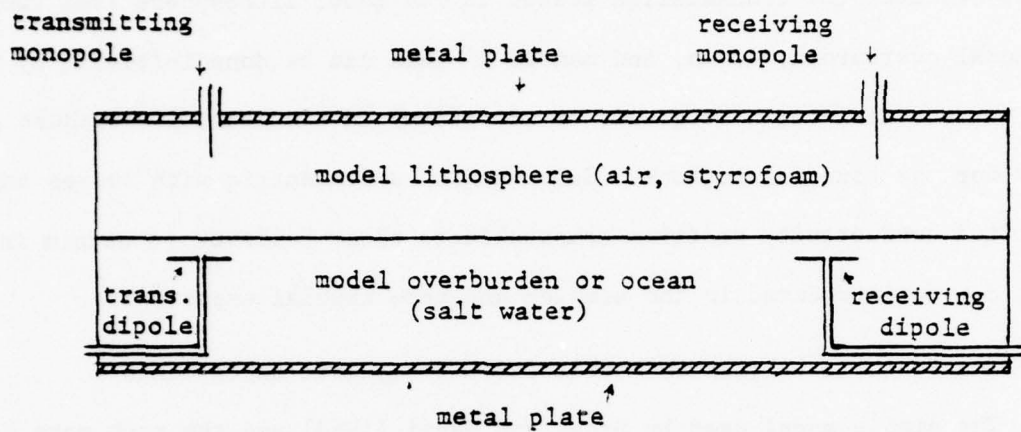 transmitting
monopole
metal plate
receiving
monopole
model lithosphere (air, styrofoam)
trans.
dipole
model overburden or ocean
(salt water)
receiving
dipole
metal plate